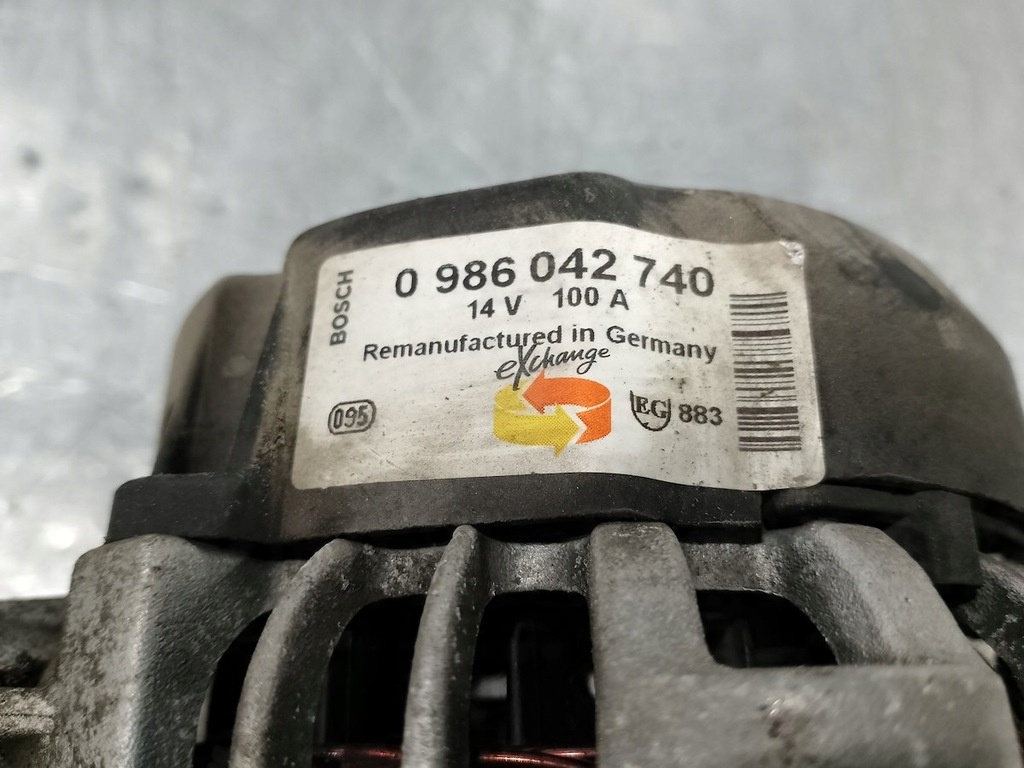 BOSCH
0 986 042 740
14 V 100 A
Remanufactured in Germany
eXchange
095
EG 883